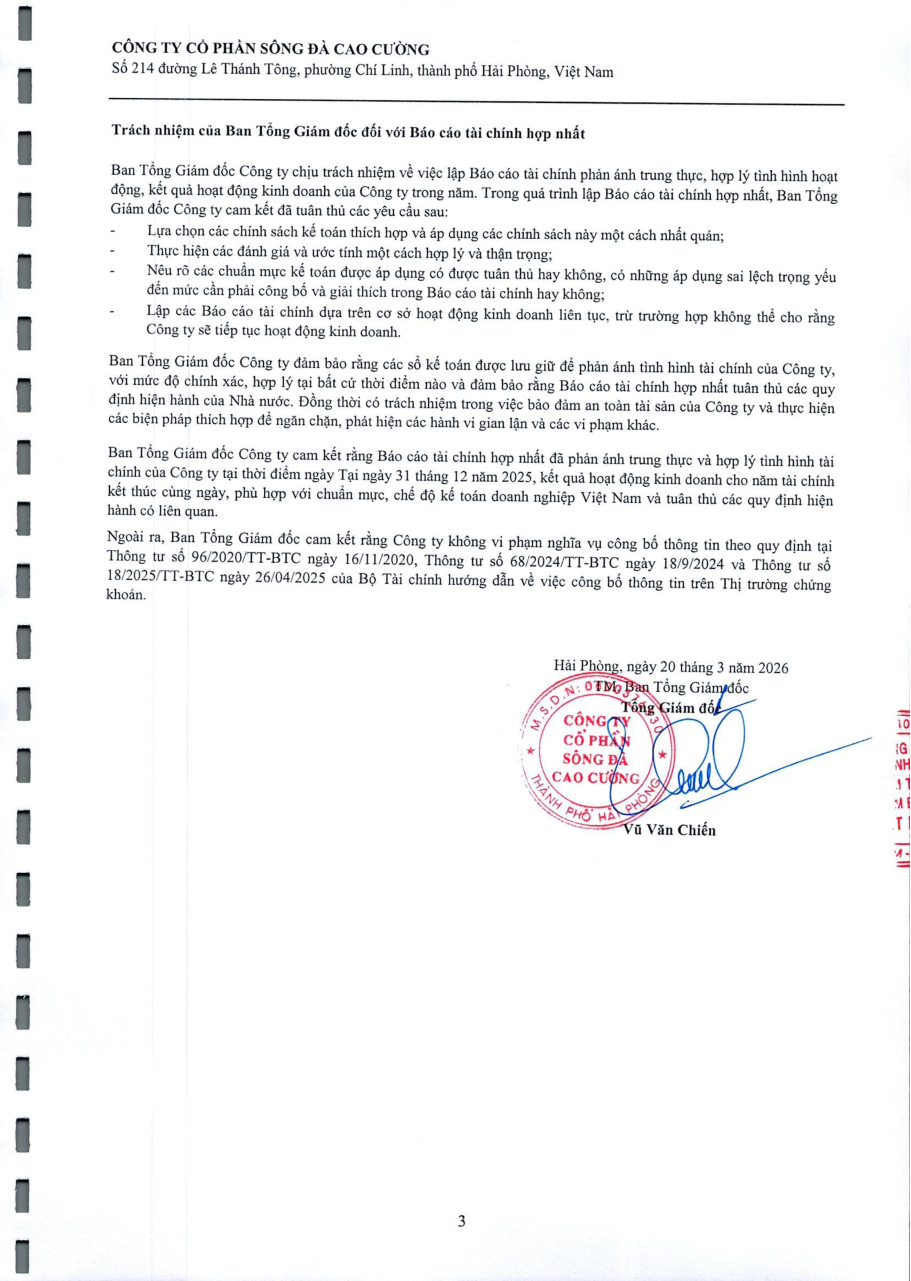 CÔNG TY CỔ PHẦN SÔNG ĐÀ CAO CƯỜNG
Số 214 đường Lê Thánh Tông, phường Chí Linh, thành phố Hải Phòng, Việt Nam
Trách nhiệm của Ban Tổng Giám đốc đối với Báo cáo tài chính hợp nhất
Ban Tổng Giám đốc Công ty chịu trách nhiệm về việc lập Báo cáo tài chính phản ánh trung thực, hợp lý tình hình hoạt
động, kết quả hoạt động kinh doanh của Công ty trong năm. Trong quá trình lập Báo cáo tài chính hợp nhất, Ban Tổng
Giám đốc Công ty cam kết đã tuân thủ các yêu cầu sau:
- Lựa chọn các chính sách kế toán thích hợp và áp dụng các chính sách này một cách nhất quán;
- Thực hiện các đánh giá và ước tính một cách hợp lý và thận trọng;
- Nêu rõ các chuẩn mực kế toán được áp dụng có được tuân thủ hay không, có những áp dụng sai lệch trọng yếu
đến mức cần phải công bố và giải thích trong Báo cáo tài chính hay không;
- Lập các Báo cáo tài chính dựa trên cơ sở hoạt động kinh doanh liên tục, trừ trường hợp không thể cho rằng
Công ty sẽ tiếp tục hoạt động kinh doanh.
Ban Tổng Giám đốc Công ty đảm bảo rằng các sổ kế toán được lưu giữ để phản ánh tình hình tài chính của Công ty,
với mức độ chính xác, hợp lý tại bất cứ thời điểm nào và đảm bảo rằng Báo cáo tài chính hợp nhất tuân thủ các quy
định hiện hành của Nhà nước. Đồng thời có trách nhiệm trong việc bảo đảm an toàn tài sản của Công ty và thực hiện
các biện pháp thích hợp để ngăn chặn, phát hiện các hành vi gian lận và các vi phạm khác.
Ban Tổng Giám đốc Công ty cam kết rằng Báo cáo tài chính hợp nhất đã phản ánh trung thực và hợp lý tình hình tài
chính của Công ty tại thời điểm ngày Tại ngày 31 tháng 12 năm 2025, kết quả hoạt động kinh doanh cho năm tài chính
kết thúc cùng ngày, phù hợp với chuẩn mực, chế độ kế toán doanh nghiệp Việt Nam và tuân thủ các quy định hiện
hành có liên quan.
Ngoài ra, Ban Tổng Giám đốc cam kết rằng Công ty không vi phạm nghĩa vụ công bố thông tin theo quy định tại
Thông tư số 96/2020/TT-BTC ngày 16/11/2020, Thông tư số 68/2024/TT-BTC ngày 18/9/2024 và Thông tư số
18/2025/TT-BTC ngày 26/04/2025 của Bộ Tài chính hướng dẫn về việc công bố thông tin trên Thị trường chứng
khoán.
Hải Phòng, ngày 20 tháng 3 năm 2026
TM. Ban Tổng Giám đốc
Tổng Giám đốc
M.S.D.N:
CÔNG TY
CỔ PHẦN
SÔNG ĐÀ
CAO CƯỜNG
THÀNH PHỐ HẢI PHÒNG
Vũ Văn Chiến
3